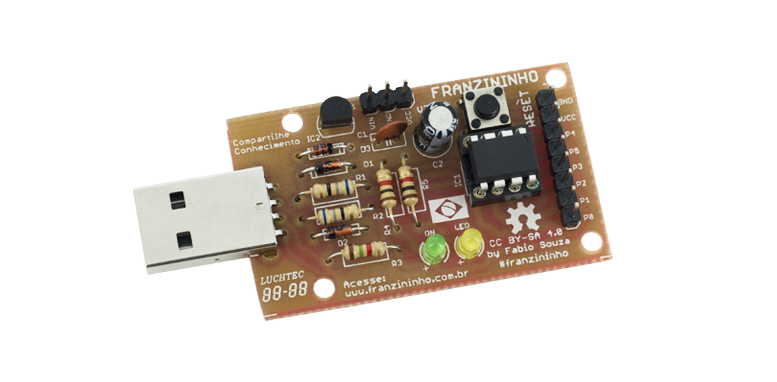 FRANZININHO
Compartilhe
Conhecimento
IC2
C1
D3
VIN
VCC
RESET
GND
VCC
P4
P5
P3
P2
P1
P0
D1
R1
R2
R4
R5
C2
IC1
D2
R3
ON
LED
CC BY-SA 4.0
by Fabio Souza
#franzininho
LUCHTEC
88-88
Acesse:
www.franzininho.com.br